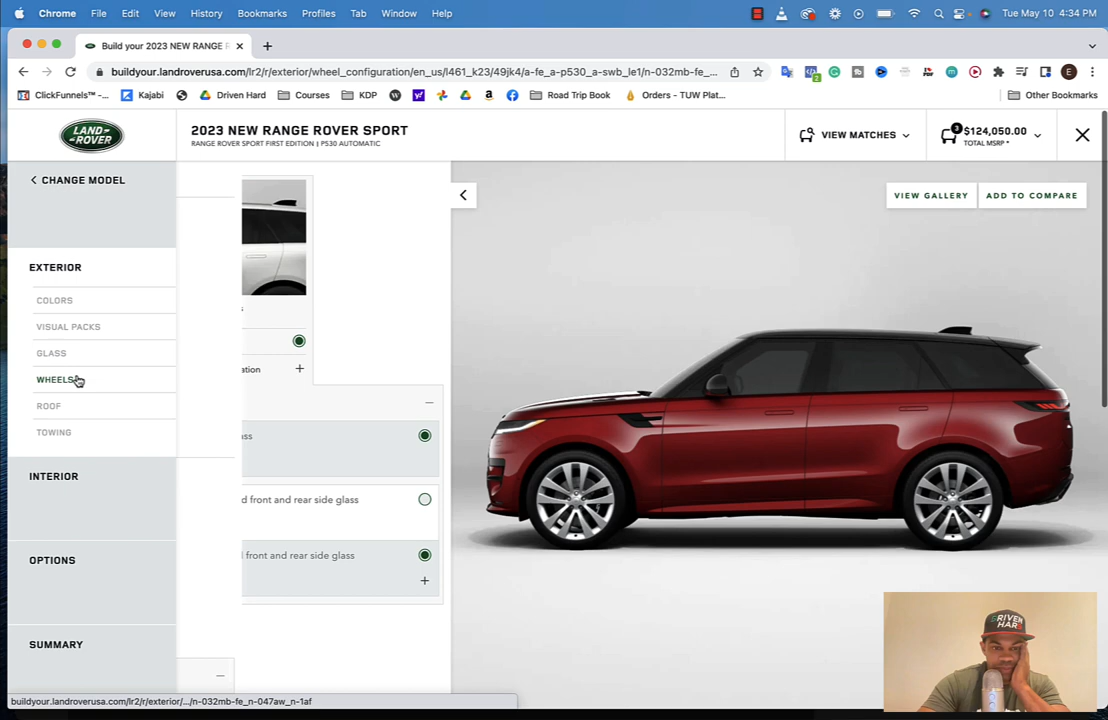 Chrome File Edit View History Bookmarks Profiles Tab Window Help Tue May 10 4:34 PM
Build your 2023 NEW RANGE R
buildyour.landroverusa.com/lr2/r/exterior/wheel_configuration/en_us/l461_k23/49jk4/a-fe_a-p530_a-swb_le1/n-032mb-fe_...
ClickFunnels™ -... Kajabi Driven Hard Courses KDP Road Trip Book Orders - TUW Plat... Other Bookmarks
LAND-
ROVER
2023 NEW RANGE ROVER SPORT
RANGE ROVER SPORT FIRST EDITION | P530 AUTOMATIC
VIEW MATCHES
3
$124,050.00
TOTAL MSRP *
CHANGE MODEL
VIEW GALLERY
ADD TO COMPARE
EXTERIOR
COLORS
VISUAL PACKS
GLASS
WHEELS
ROOF
TOWING
INTERIOR
OPTIONS
SUMMARY
s
ation
ss
d front and rear side glass
d front and rear side glass
DRIVEN
HARD
buildyour.landroverusa.com/lr2/r/exterior/.../n-032mb-fe_n-047aw_n-1af